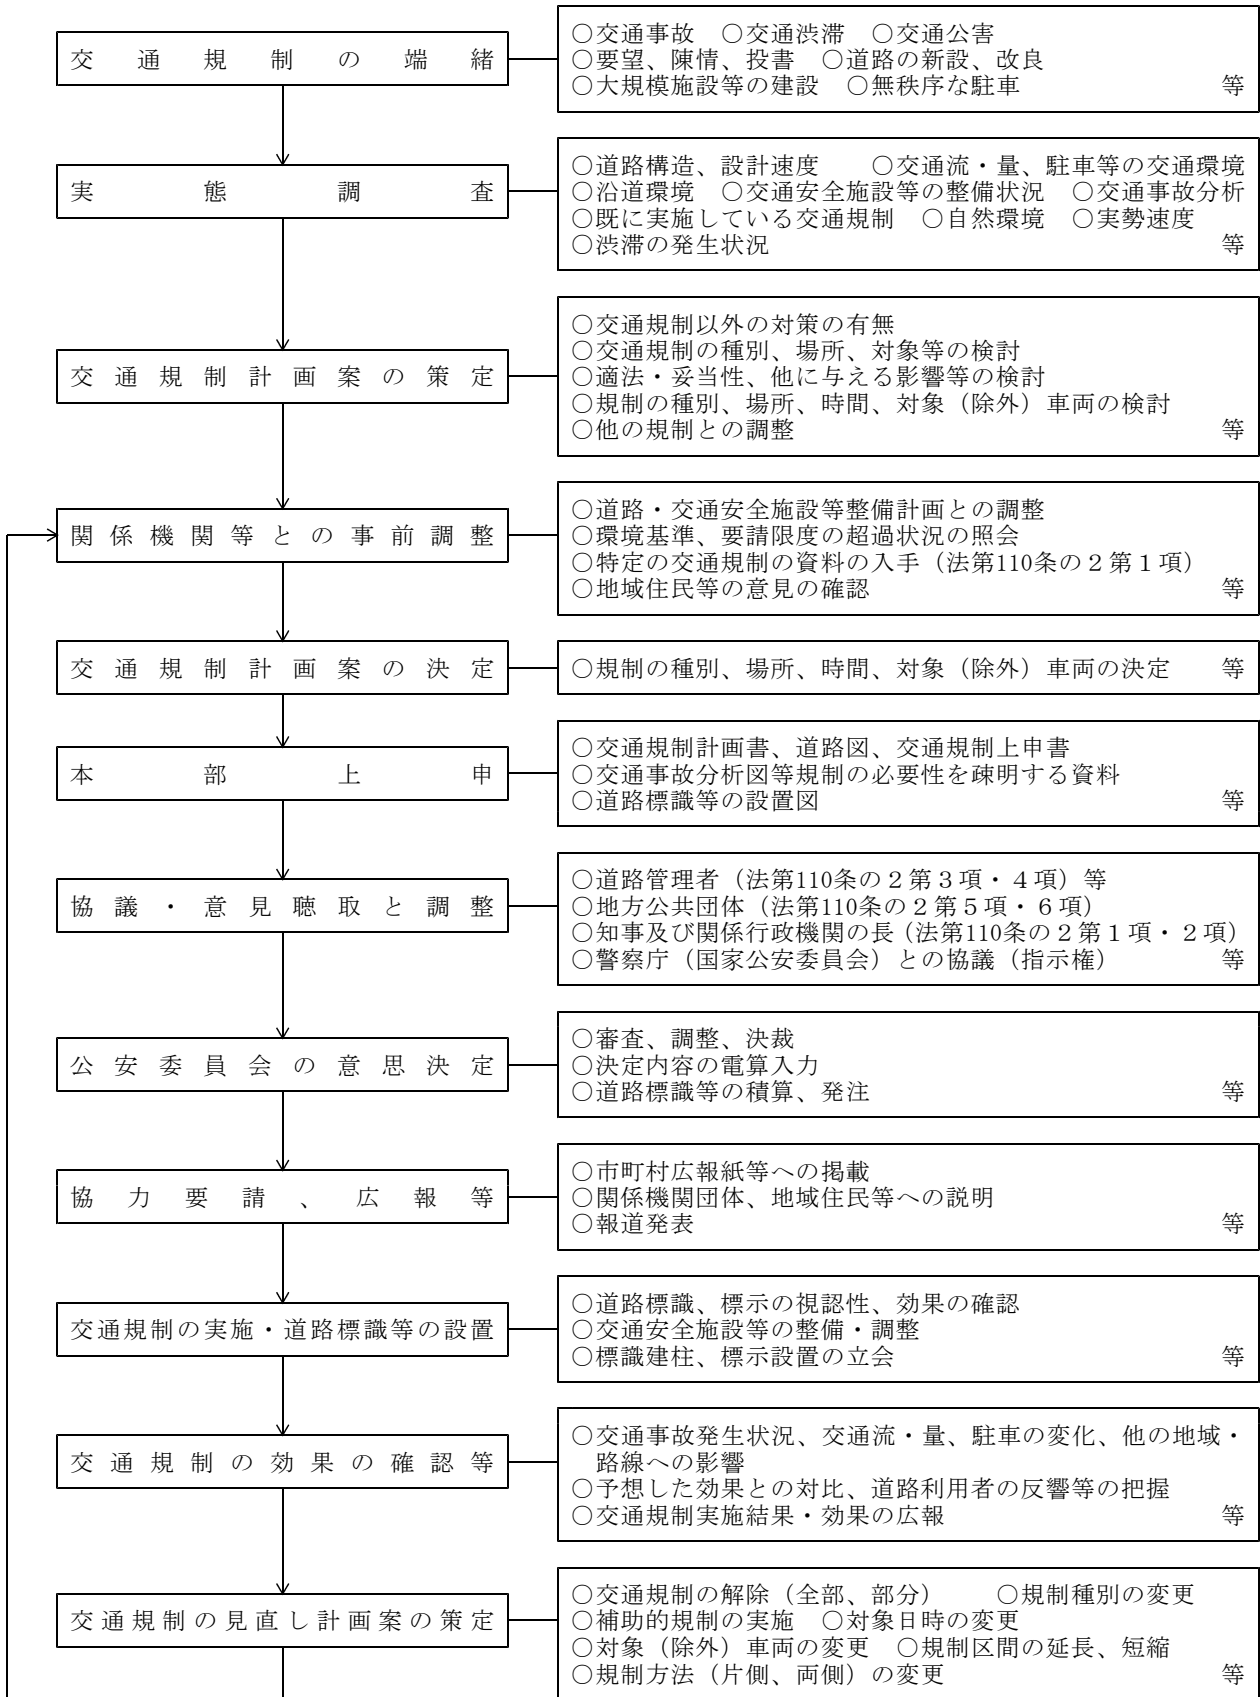 交通規制の端緒
○交通事故　○交通渋滞　○交通公害
○要望、陳情、投書　○道路の新設、改良
○大規模施設等の建設　○無秩序な駐車　等
実態調査
○道路構造、設計速度　　○交通流・量、駐車等の交通環境
○沿道環境　○交通安全施設等の整備状況　○交通事故分析
○既に実施している交通規制　○自然環境　○実勢速度
○渋滞の発生状況　等
交通規制計画案の策定
○交通規制以外の対策の有無
○交通規制の種別、場所、対象等の検討
○適法・妥当性、他に与える影響等の検討
○規制の種別、場所、時間、対象（除外）車両の検討
○他の規制との調整　等
関係機関等との事前調整
○道路・交通安全施設等整備計画との調整
○環境基準、要請限度の超過状況の照会
○特定の交通規制の資料の入手（法第110条の２第１項）
○地域住民等の意見の確認　等
交通規制計画案の決定
○規制の種別、場所、時間、対象（除外）車両の決定　等
本部上申
○交通規制計画書、道路図、交通規制上申書
○交通事故分析図等規制の必要性を疎明する資料
○道路標識等の設置図　等
協議・意見聴取と調整
○道路管理者（法第110条の２第３項・４項）等
○地方公共団体（法第110条の２第５項・６項）
○知事及び関係行政機関の長（法第110条の２第１項・２項）
○警察庁（国家公安委員会）との協議（指示権）　等
公安委員会の意思決定
○審査、調整、決裁
○決定内容の電算入力
○道路標識等の積算、発注　等
協力要請、広報等
○市町村広報紙等への掲載
○関係機関団体、地域住民等への説明
○報道発表　等
交通規制の実施・道路標識等の設置
○道路標識、標示の視認性、効果の確認
○交通安全施設等の整備・調整
○標識建柱、標示設置の立会　等
交通規制の効果の確認等
○交通事故発生状況、交通流・量、駐車の変化、他の地域・
路線への影響
○予想した効果との対比、道路利用者の反響等の把握
○交通規制実施結果・効果の広報　等
交通規制の見直し計画案の策定
○交通規制の解除（全部、部分）　　○規制種別の変更
○補助的規制の実施　○対象日時の変更
○対象（除外）車両の変更　○規制区間の延長、短縮
○規制方法（片側、両側）の変更　等